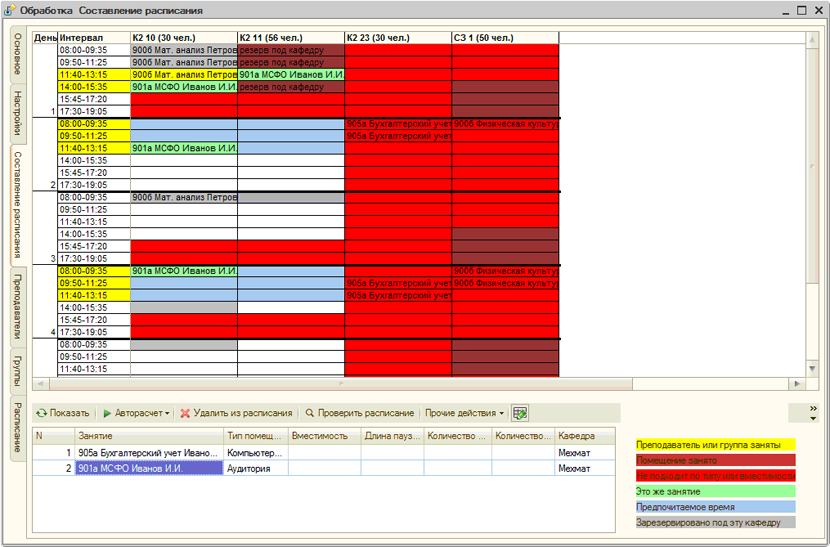 Обработка Составление расписания
Основное
Настройки
Составление расписания
Преподаватели
Группы
Расписание
День Интервал К2 10 (30 чел.) К2 11 (56 чел.) К2 23 (30 чел.) СЗ 1 (50 чел.)
08:00-09:35 900б Мат. анализ Петров резерв под кафедру
09:50-11:25 900б Мат. анализ Петров резерв под кафедру
11:40-13:15 900б Мат. анализ Петров 901а МСФО Иванов И.И.
14:00-15:35 901а МСФО Иванов И.И. резерв под кафедру
15:45-17:20
1 17:30-19:05
08:00-09:35 905а Бухгалтерский учет 900б Физическая культур
09:50-11:25 905а Бухгалтерский учет
11:40-13:15 901а МСФО Иванов И.И.
14:00-15:35
15:45-17:20
2 17:30-19:05
08:00-09:35 900б Мат. анализ Петров
09:50-11:25
11:40-13:15
14:00-15:35
15:45-17:20
3 17:30-19:05
08:00-09:35 901а МСФО Иванов И.И. 900б Физическая культур
09:50-11:25 905а Бухгалтерский учет 900б Физическая культур
11:40-13:15 905а Бухгалтерский учет
14:00-15:35
15:45-17:20
4 17:30-19:05
08:00-09:35
09:50-11:25
11:40-13:15
Показать Авторасчет Удалить из расписания Проверить расписание Прочие действия
N Занятие Тип помещ... Вместимость Длина пауз... Количество ... Количество... Кафедра
1 905а Бухгалтерский учет Ивано... Компьютер... Мехмат
2 901а МСФО Иванов И.И. Аудитория Мехмат
Преподаватель или группа заняты
Помещение занято
Не подходит по типу или вместимости
Это же занятие
Предпочитаемое время
Зарезервировано под эту кафедру